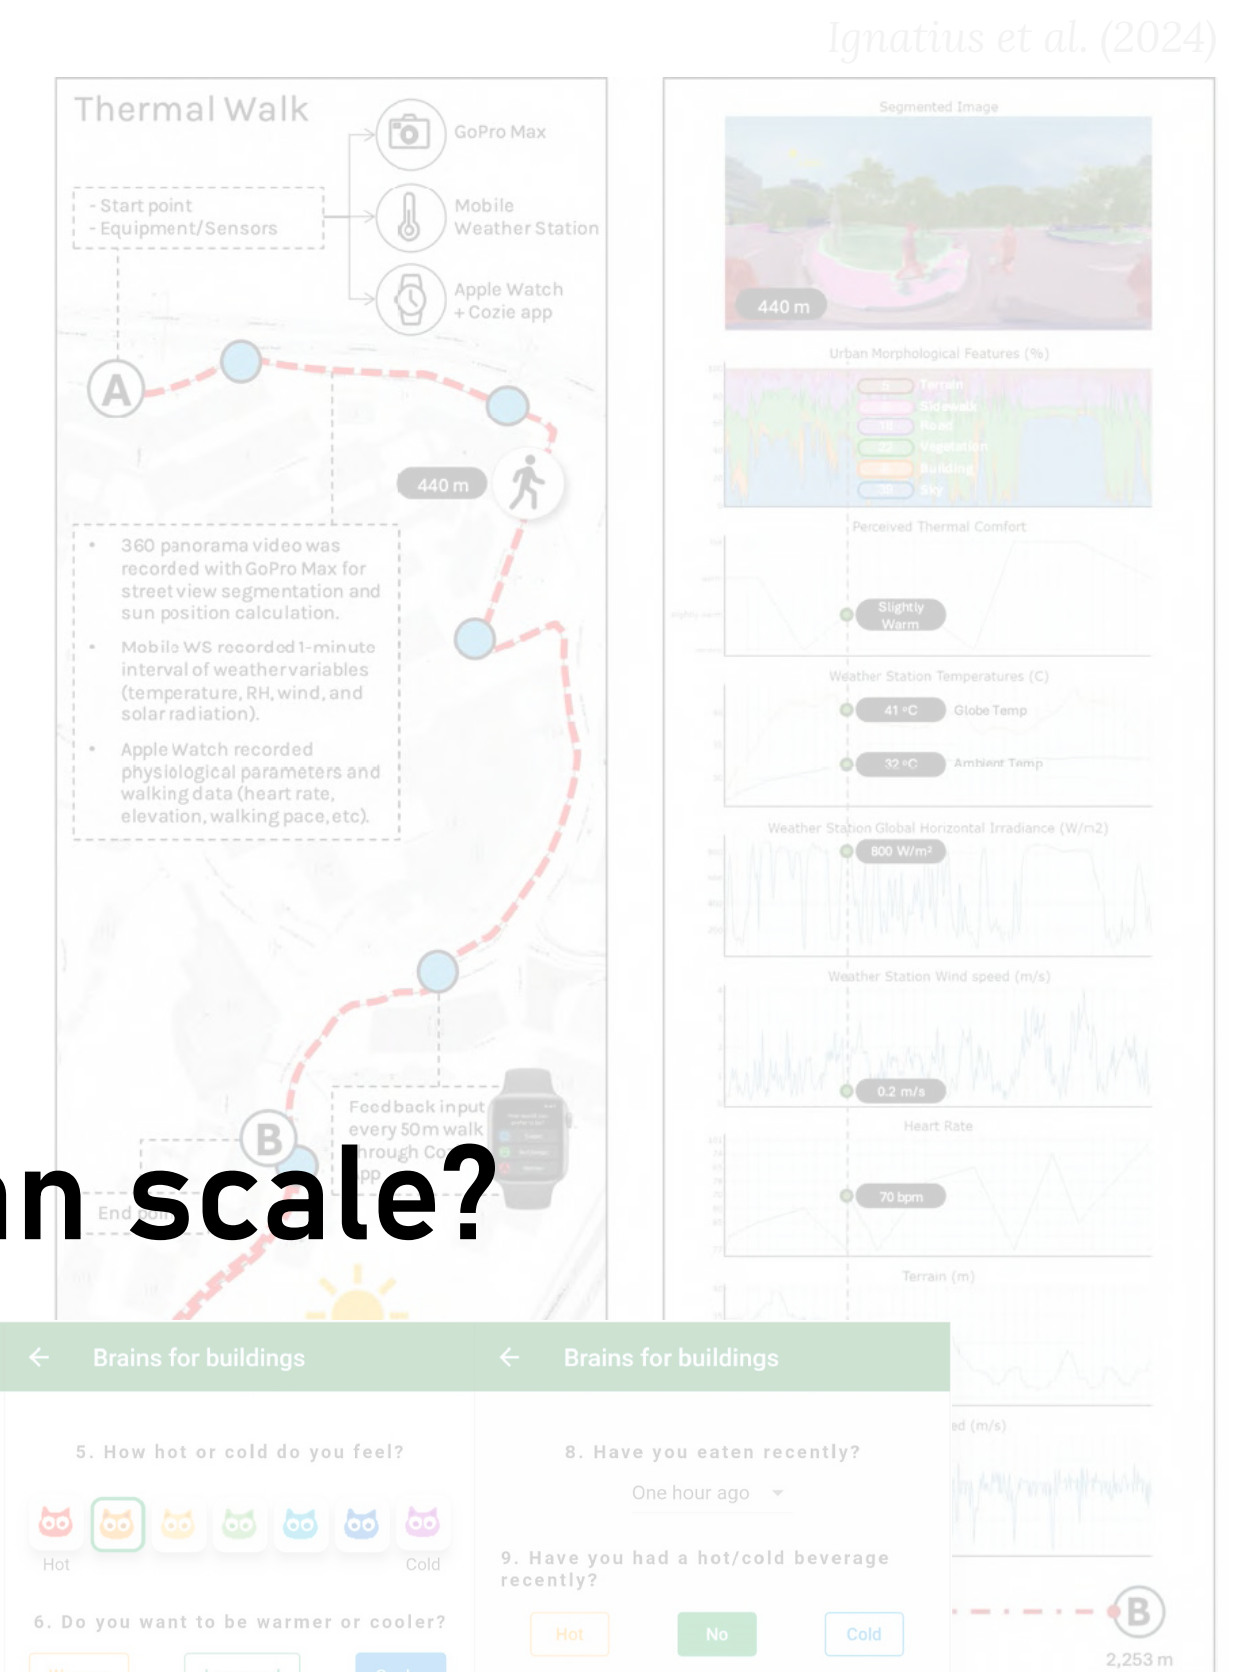 Ignatius et al. (2024)
Thermal Walk
GoPro Max
- Start point
- Equipment/Sensors
Mobile
Weather Station
Apple Watch
+ Cozie app
A
440 m
• 360 panorama video was
recorded with GoPro Max for
street view segmentation and
sun position calculation.
• Mobile WS recorded 1-minute
interval of weather variables
(temperature, RH, wind, and
solar radiation).
• Apple Watch recorded
physiological parameters and
walking data (heart rate,
elevation, walking pace, etc).
B
Feedback input
every 50m walk
through
End
an scale?
Segmented Image
440 m
Urban Morphological Features (%)
Terrain
Sidewalk
Road
Vegetation
Building
Sky
Perceived Thermal Comfort
Slightly
Warm
Weather Station Temperatures (C)
41 °C Globe Temp
32 °C Ambient Temp
Weather Station Global Horizontal Irradiance (W/m2)
800 W/m²
Weather Station Wind speed (m/s)
0.2 m/s
Heart Rate
70 bpm
Terrain (m)
(m/s)
B
2,253 m
Brains for buildings
5. How hot or cold do you feel?
Hot Cold
6. Do you want to be warmer or cooler?
Brains for buildings
8. Have you eaten recently?
One hour ago
9. Have you had a hot/cold beverage
recently?
Hot No Cold